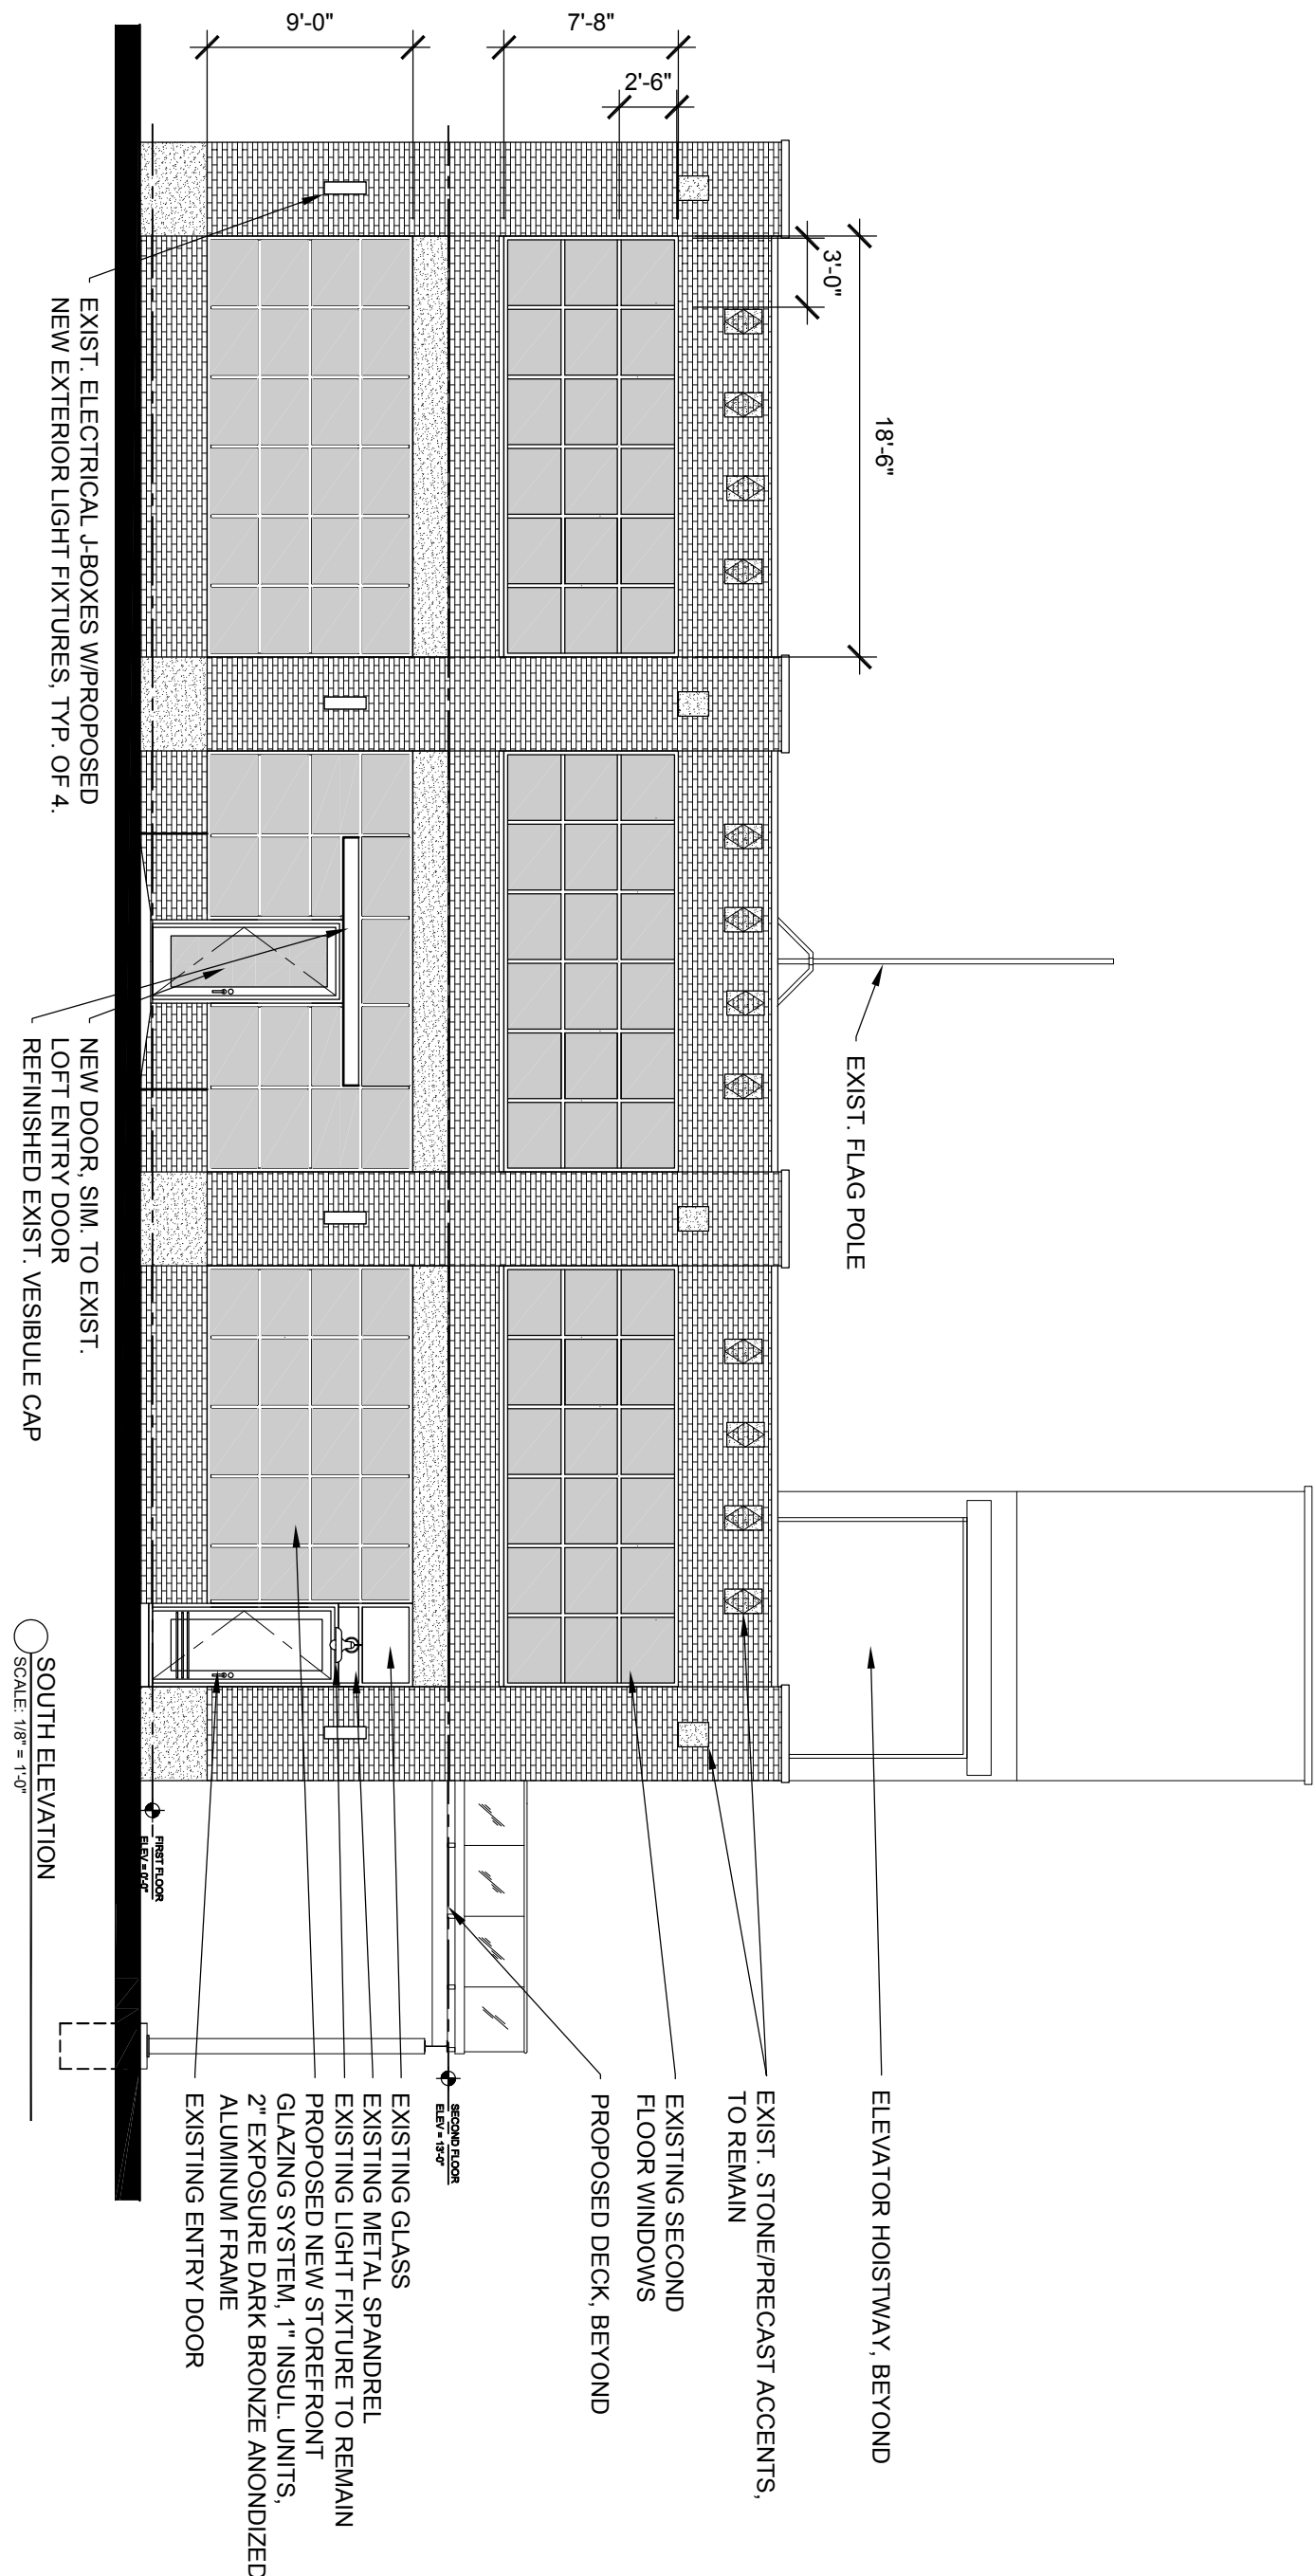 9'-0"
7'-8"
2'-6"
3'-0"
18'-6"
ELEVATOR HOISTWAY, BEYOND
EXIST. FLAG POLE
EXIST. STONE/PRECAST ACCENTS,
TO REMAIN
EXISTING SECOND
FLOOR WINDOWS
PROPOSED DECK, BEYOND
SECOND FLOOR
ELEV = 13'-0"
EXISTING GLASS
EXISTING METAL SPANDREL
EXISTING LIGHT FIXTURE TO REMAIN
PROPOSED NEW STOREFRONT
GLAZING SYSTEM, 1" INSUL. UNITS,
2" EXPOSURE DARK BRONZE ANONDIZED
ALUMINUM FRAME
EXISTING ENTRY DOOR
FIRST FLOOR
ELEV = 0'-0"
EXIST. ELECTRICAL J-BOXES W/PROPOSED
NEW EXTERIOR LIGHT FIXTURES, TYP. OF 4.
NEW DOOR, SIM. TO EXIST.
LOFT ENTRY DOOR
REFINISHED EXIST. VESIBULE CAP
SOUTH ELEVATION
SCALE: 1/8" = 1'-0"